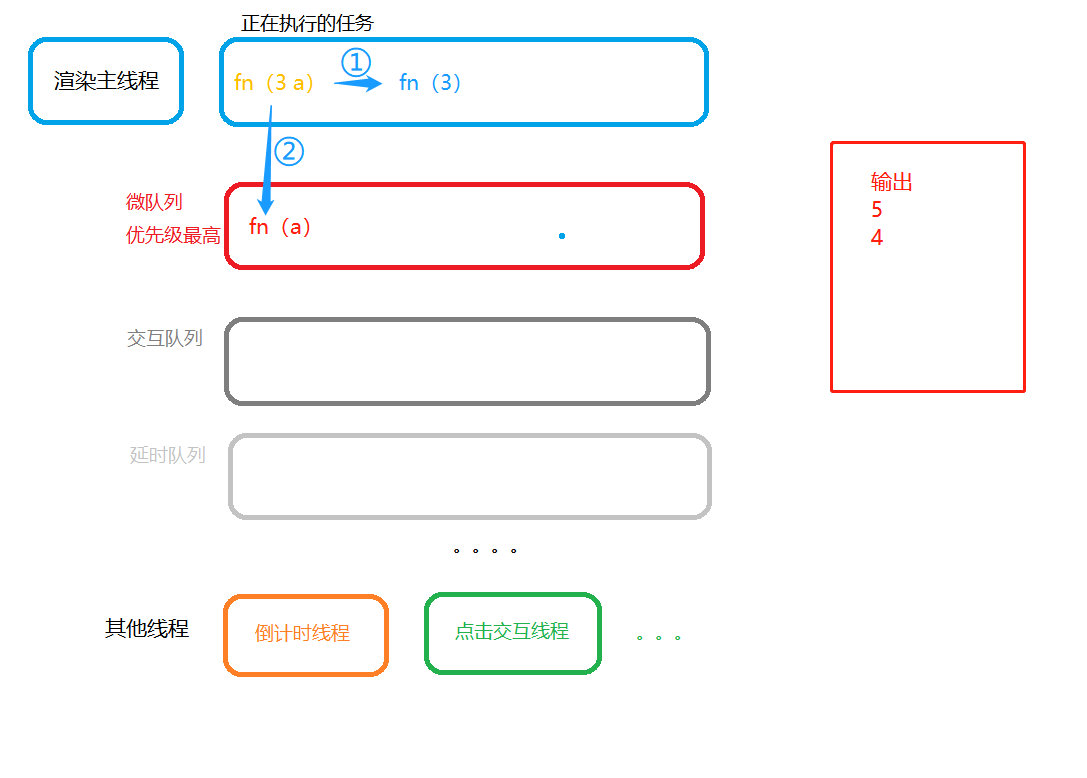 正在执行的任务
渲染主线程
fn（3 a） ① fn（3）
②
微队列
优先级最高
fn（a）
输出
5
4
交互队列
延时队列
。。。。
其他线程
倒计时线程
点击交互线程
。。。